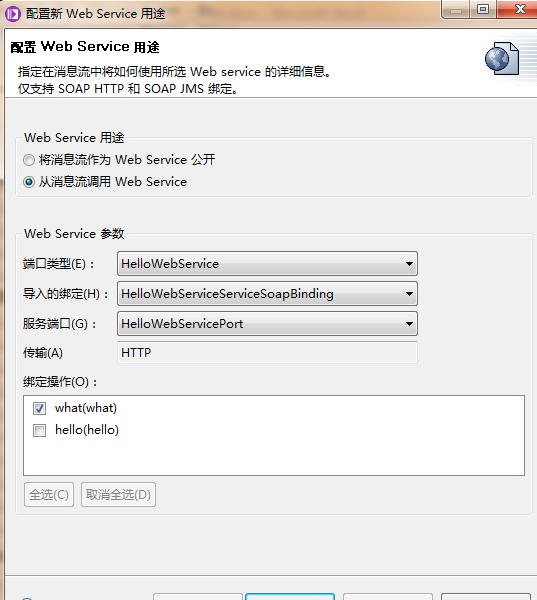 配置新 Web Service 用途
配置 Web Service 用途
指定在消息流中将如何使用所选 Web service 的详细信息。
仅支持 SOAP HTTP 和 SOAP JMS 绑定。
Web Service 用途
将消息流作为 Web Service 公开
从消息流调用 Web Service
Web Service 参数
端口类型(E)： HelloWebService
导入的绑定(H)： HelloWebServiceServiceSoapBinding
服务端口(G)： HelloWebServicePort
传输(A) HTTP
绑定操作(O)：
what(what)
hello(hello)
全选(C) 取消全选(D)